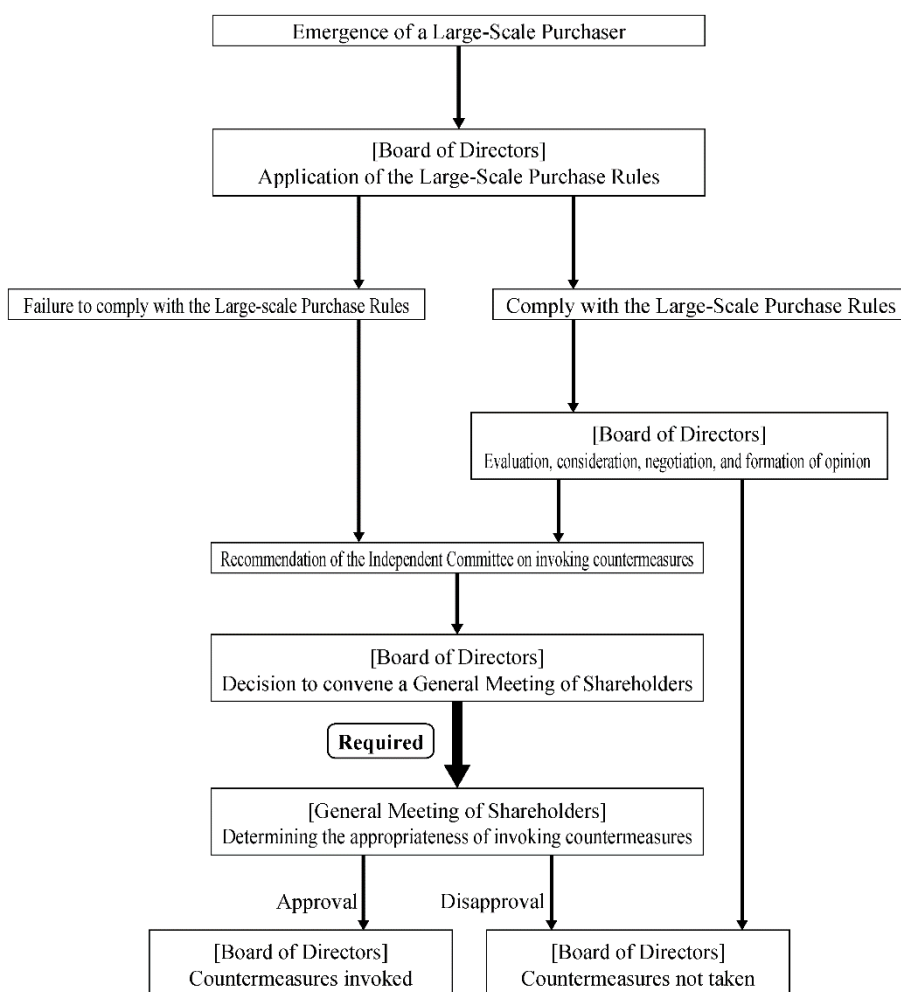 Emergence of a Large-Scale Purchaser
[Board of Directors]
Application of the Large-Scale Purchase Rules
Failure to comply with the Large-scale Purchase Rules
Comply with the Large-Scale Purchase Rules
[Board of Directors]
Evaluation, consideration, negotiation, and formation of opinion
Recommendation of the Independent Committee on invoking countermeasures
[Board of Directors]
Decision to convene a General Meeting of Shareholders
Required
[General Meeting of Shareholders]
Determining the appropriateness of invoking countermeasures
Approval
Disapproval
[Board of Directors]
Countermeasures invoked
[Board of Directors]
Countermeasures not taken